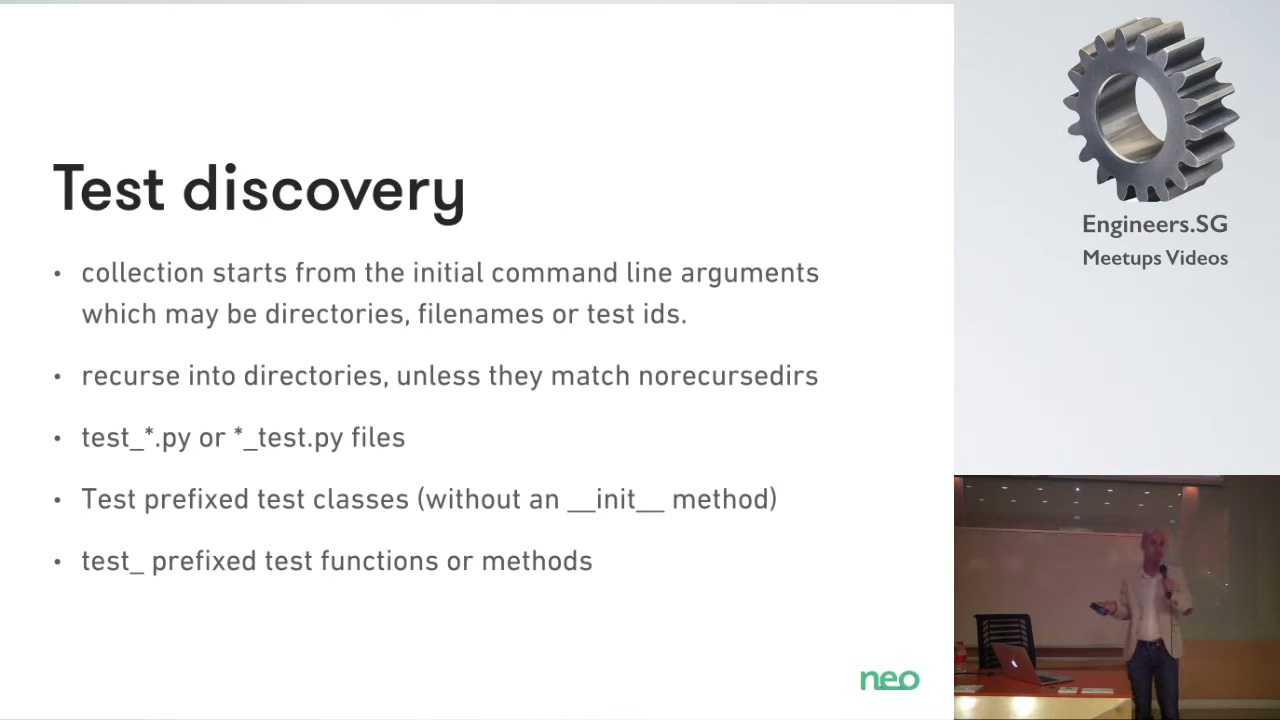 Test discovery
• collection starts from the initial command line arguments
which may be directories, filenames or test ids.
• recurse into directories, unless they match norecursedirs
• test_*.py or *_test.py files
• Test prefixed test classes (without an __init__ method)
• test_ prefixed test functions or methods
neo
Engineers.SG
Meetups Videos